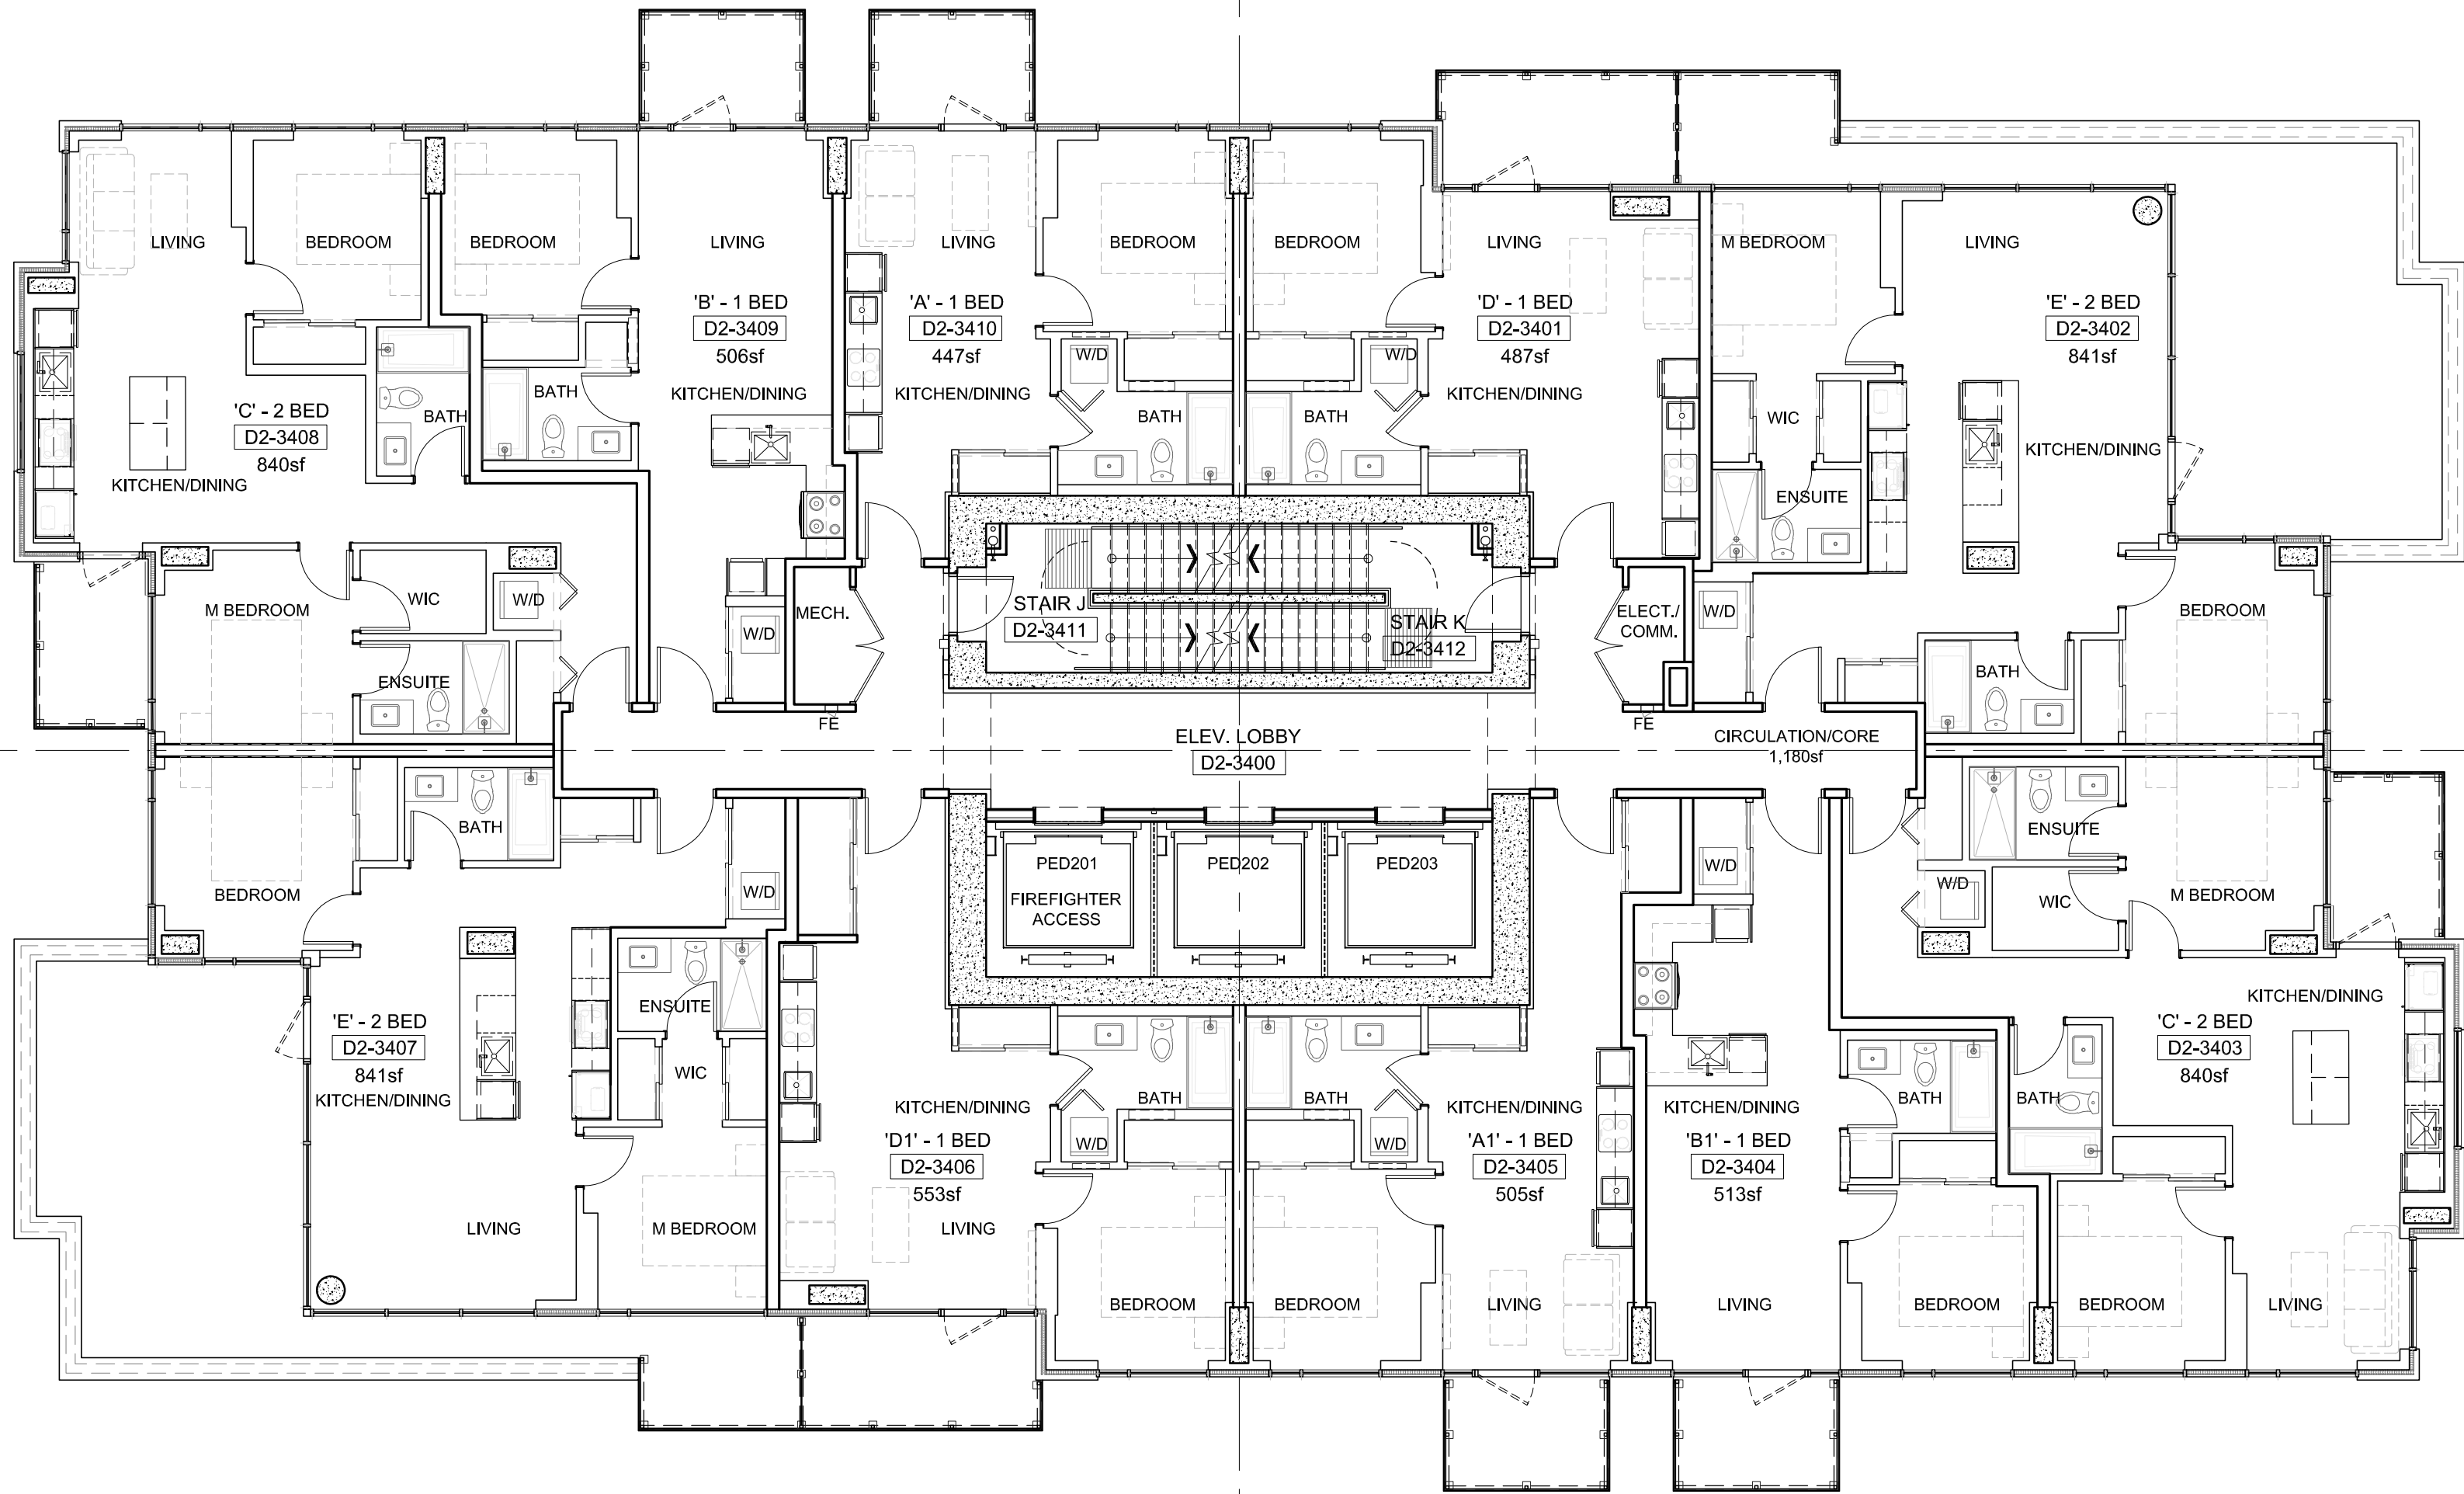 LIVING
BEDROOM
BEDROOM
LIVING
LIVING
BEDROOM
BEDROOM
LIVING
M BEDROOM
LIVING
'B' - 1 BED
D2-3409
506sf
KITCHEN/DINING
'A' - 1 BED
D2-3410
447sf
KITCHEN/DINING
'D' - 1 BED
D2-3401
487sf
KITCHEN/DINING
'E' - 2 BED
D2-3402
841sf
KITCHEN/DINING
W/D
W/D
'C' - 2 BED
D2-3408
840sf
KITCHEN/DINING
BATH
BATH
BATH
BATH
WIC
ENSUITE
M BEDROOM
WIC
W/D
ENSUITE
W/D
MECH.
STAIR J
D2-3411
STAIR K
D2-3412
ELECT./
COMM.
W/D
BEDROOM
BATH
FE
FE
ELEV. LOBBY
D2-3400
CIRCULATION/CORE
1,180sf
BATH
BEDROOM
W/D
PED201
FIREFIGHTER
ACCESS
PED202
PED203
W/D
ENSUITE
W/D
WIC
M BEDROOM
ENSUITE
WIC
'E' - 2 BED
D2-3407
841sf
KITCHEN/DINING
KITCHEN/DINING
'C' - 2 BED
D2-3403
840sf
BATH
BATH
BATH
BATH
W/D
W/D
KITCHEN/DINING
'D1' - 1 BED
D2-3406
553sf
KITCHEN/DINING
'A1' - 1 BED
D2-3405
505sf
KITCHEN/DINING
'B1' - 1 BED
D2-3404
513sf
LIVING
M BEDROOM
LIVING
BEDROOM
BEDROOM
LIVING
LIVING
BEDROOM
BEDROOM
LIVING